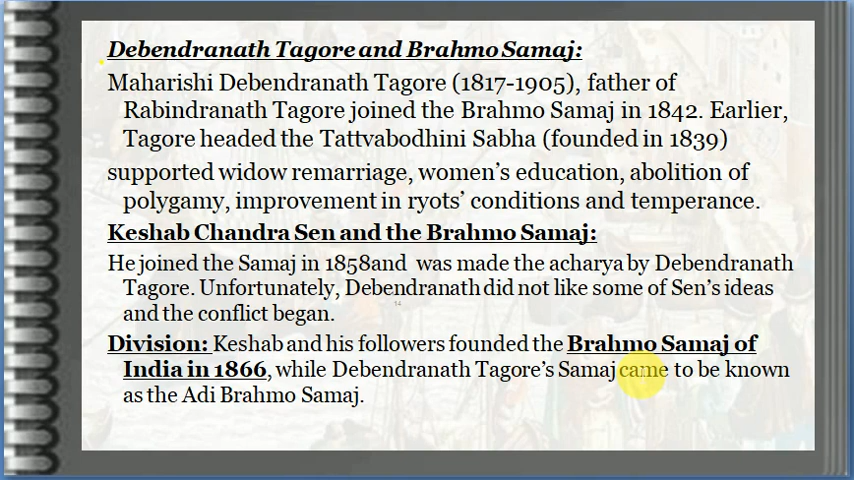 Debendranath Tagore and Brahmo Samaj:
Maharishi Debendranath Tagore (1817-1905), father of
Rabindranath Tagore joined the Brahmo Samaj in 1842. Earlier,
Tagore headed the Tattvabodhini Sabha (founded in 1839)
supported widow remarriage, women's education, abolition of
polygamy, improvement in ryots' conditions and temperance.
Keshab Chandra Sen and the Brahmo Samaj:
He joined the Samaj in 1858and was made the acharya by Debendranath
Tagore. Unfortunately, Debendranath did not like some of Sen's ideas
and the conflict began.
Division: Keshab and his followers founded the Brahmo Samaj of
India in 1866, while Debendranath Tagore's Samaj came to be known
as the Adi Brahmo Samaj.